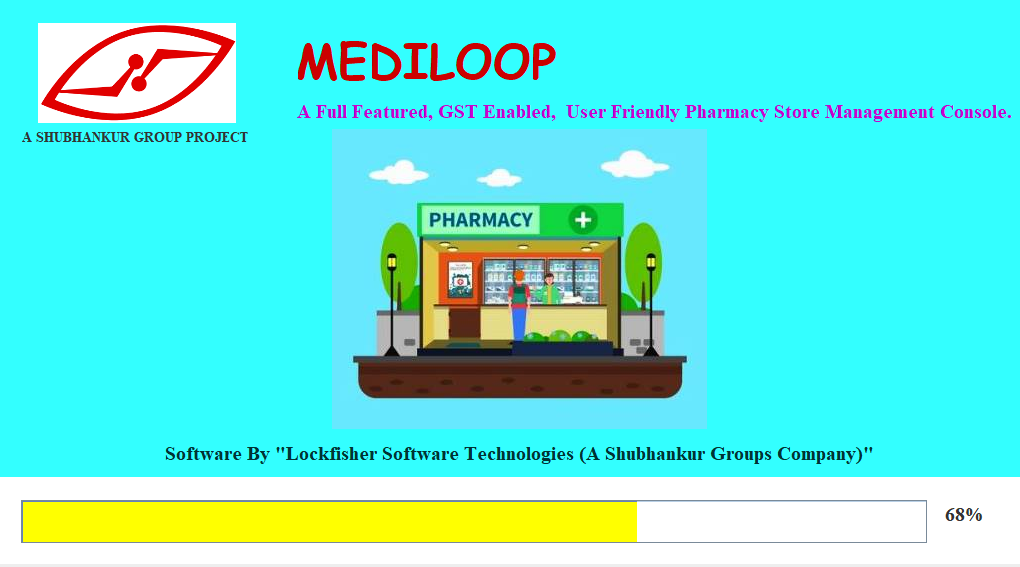 MEDILOOP
A Full Featured, GST Enabled,  User Friendly Pharmacy Store Management Console.
A SHUBHANKUR GROUP PROJECT
PHARMACY
Software By "Lockfisher Software Technologies (A Shubhankur Groups Company)"
68%